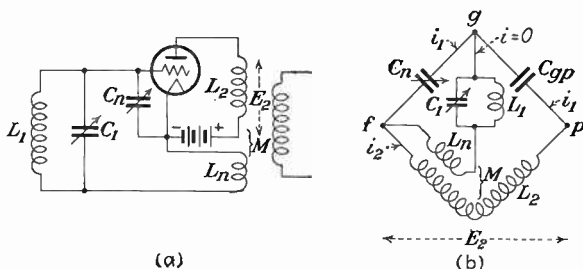 L1
C1
Cn
L2
E2
M
Ln
- +
(a)
g
i1
i=0
Cn
Cgp
C1
L1
i1
f
p
i2
Ln
M
L2
E2
(b)